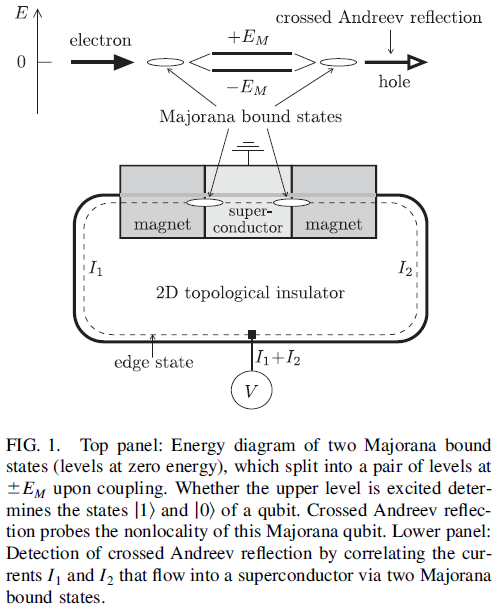 E
crossed Andreev reflection
electron
+E_M
0
−E_M
hole
Majorana bound states
magnet
super-
conductor
magnet
I_1
I_2
2D topological insulator
edge state
I_1+I_2
V
FIG. 1. Top panel: Energy diagram of two Majorana bound
states (levels at zero energy), which split into a pair of levels at
±E_M upon coupling. Whether the upper level is excited deter-
mines the states |1⟩ and |0⟩ of a qubit. Crossed Andreev reflec-
tion probes the nonlocality of this Majorana qubit. Lower panel:
Detection of crossed Andreev reflection by correlating the cur-
rents I_1 and I_2 that flow into a superconductor via two Majorana
bound states.